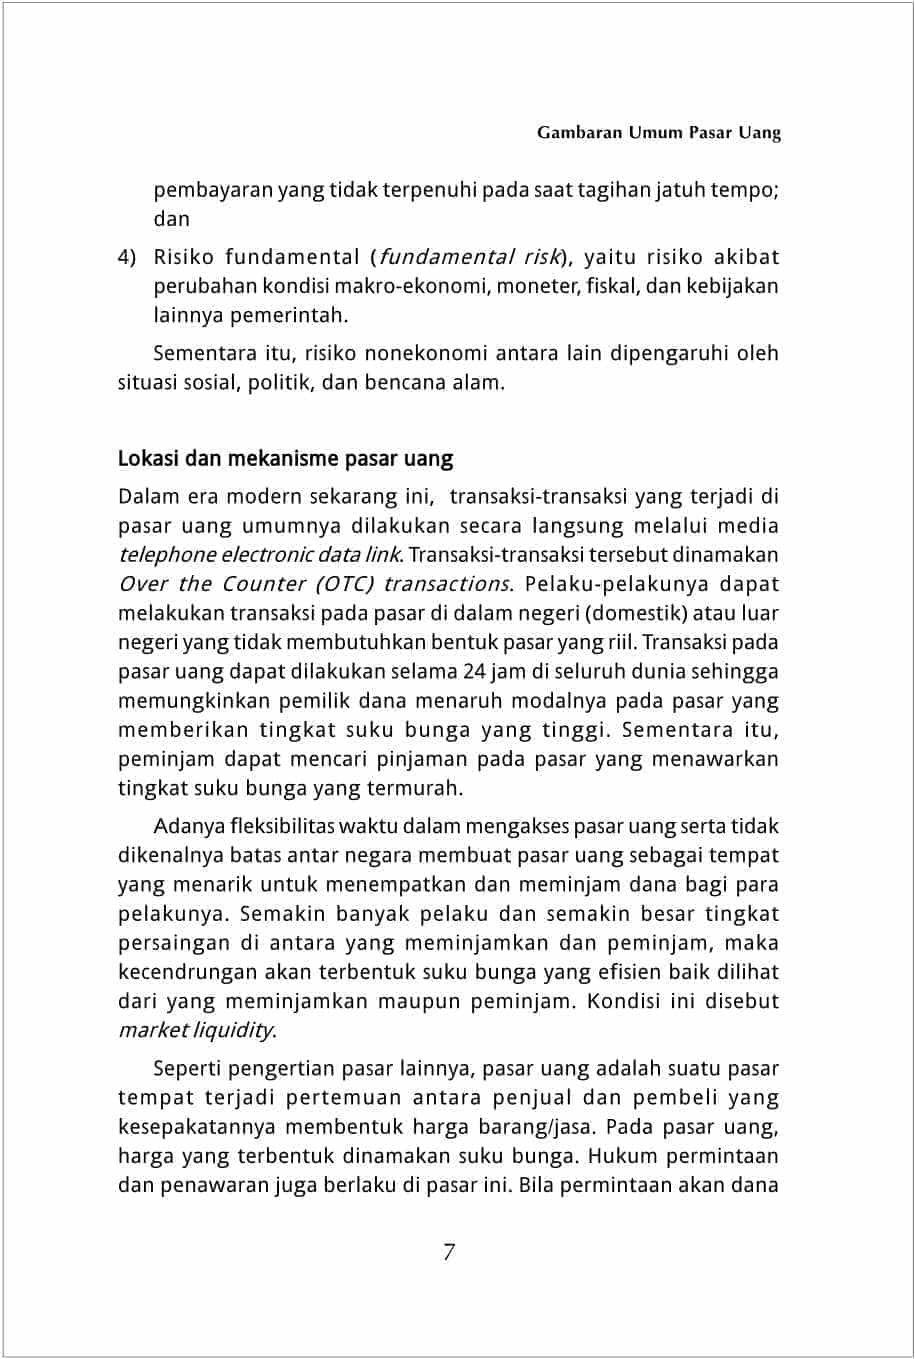 Gambaran Umum Pasar Uang
pembayaran yang tidak terpenuhi pada saat tagihan jatuh tempo;
dan
4) Risiko fundamental (fundamental risk), yaitu risiko akibat
perubahan kondisi makro-ekonomi, moneter, fiskal, dan kebijakan
lainnya pemerintah.
Sementara itu, risiko nonekonomi antara lain dipengaruhi oleh
situasi sosial, politik, dan bencana alam.
Lokasi dan mekanisme pasar uang
Dalam era modern sekarang ini, transaksi-transaksi yang terjadi di
pasar uang umumnya dilakukan secara langsung melalui media
telephone electronic data link. Transaksi-transaksi tersebut dinamakan
Over the Counter (OTC) transactions. Pelaku-pelakunya dapat
melakukan transaksi pada pasar di dalam negeri (domestik) atau luar
negeri yang tidak membutuhkan bentuk pasar yang riil. Transaksi pada
pasar uang dapat dilakukan selama 24 jam di seluruh dunia sehingga
memungkinkan pemilik dana menaruh modalnya pada pasar yang
memberikan tingkat suku bunga yang tinggi. Sementara itu,
peminjam dapat mencari pinjaman pada pasar yang menawarkan
tingkat suku bunga yang termurah.
Adanya fleksibilitas waktu dalam mengakses pasar uang serta tidak
dikenalnya batas antar negara membuat pasar uang sebagai tempat
yang menarik untuk menempatkan dan meminjam dana bagi para
pelakunya. Semakin banyak pelaku dan semakin besar tingkat
persaingan di antara yang meminjamkan dan peminjam, maka
kecendrungan akan terbentuk suku bunga yang efisien baik dilihat
dari yang meminjamkan maupun peminjam. Kondisi ini disebut
market liquidity.
Seperti pengertian pasar lainnya, pasar uang adalah suatu pasar
tempat terjadi pertemuan antara penjual dan pembeli yang
kesepakatannya membentuk harga barang/jasa. Pada pasar uang,
harga yang terbentuk dinamakan suku bunga. Hukum permintaan
dan penawaran juga berlaku di pasar ini. Bila permintaan akan dana
7